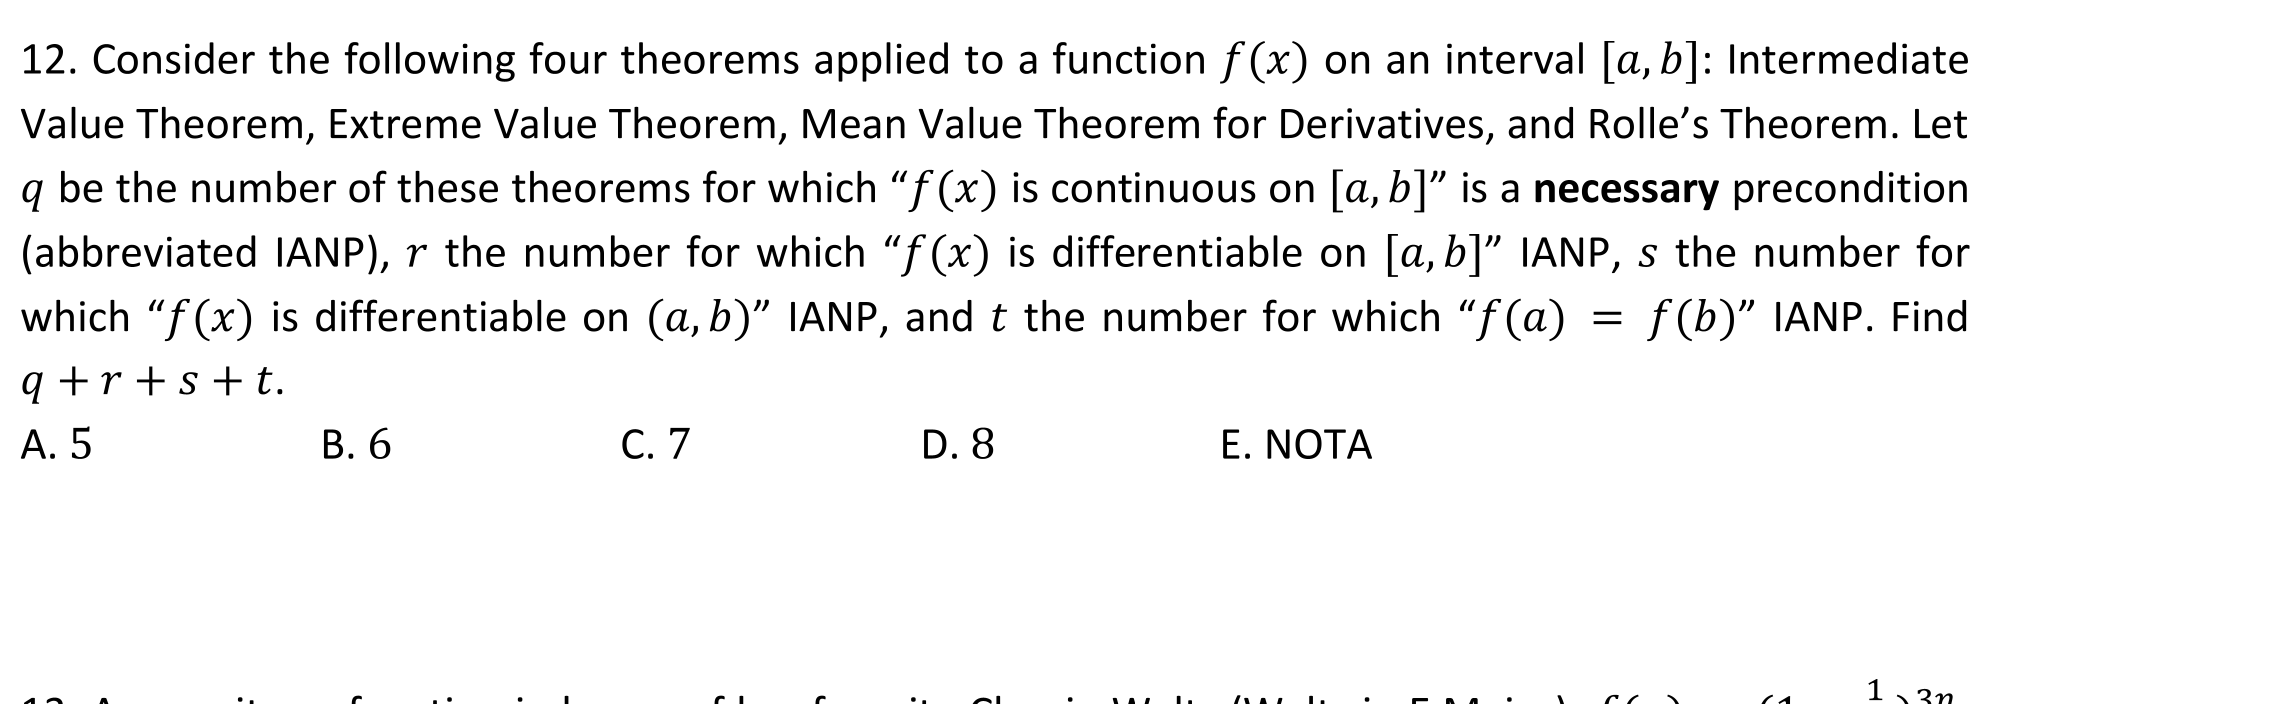 12. Consider the following four theorems applied to a function f(x) on an interval [a, b]: Intermediate
Value Theorem, Extreme Value Theorem, Mean Value Theorem for Derivatives, and Rolle’s Theorem. Let
q be the number of these theorems for which “f(x) is continuous on [a, b]” is a necessary precondition
(abbreviated IANP), r the number for which “f(x) is differentiable on [a, b]” IANP, s the number for
which “f(x) is differentiable on (a, b)” IANP, and t the number for which “f(a) = f(b)” IANP. Find
q + r + s + t.
A. 5 B. 6 C. 7 D. 8 E. NOTA